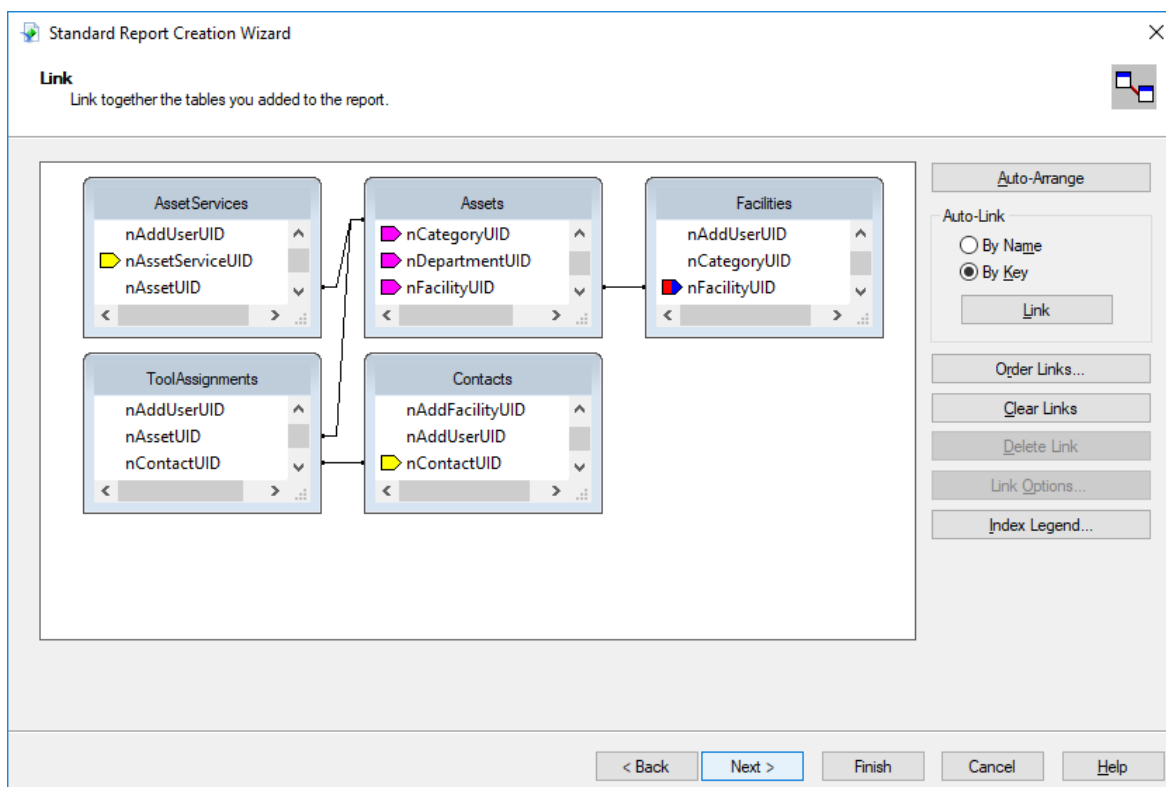 Standard Report Creation Wizard
Link
Link together the tables you added to the report.
AssetServices
nAddUserUID
nAssetServiceUID
nAssetUID
Assets
nCategoryUID
nDepartmentUID
nFacilityUID
Facilities
nAddUserUID
nCategoryUID
nFacilityUID
ToolAssignments
nAddUserUID
nAssetUID
nContactUID
Contacts
nAddFacilityUID
nAddUserUID
nContactUID
Auto-Arrange
Auto-Link
By Name
By Key
Link
Order Links...
Clear Links
Delete Link
Link Options...
Index Legend...
< Back
Next >
Finish
Cancel
Help